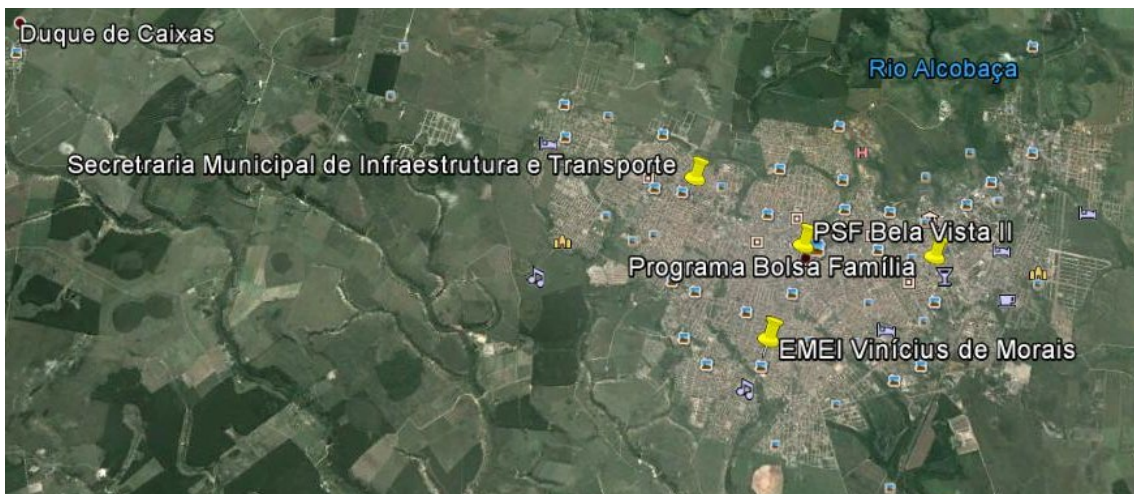 Duque de Caixas
Rio Alcobaça
Secretraria Municipal de Infraestrutura e Transporte
PSF Bela Vista II
Programa Bolsa Família
EMEI Vinícius de Morais